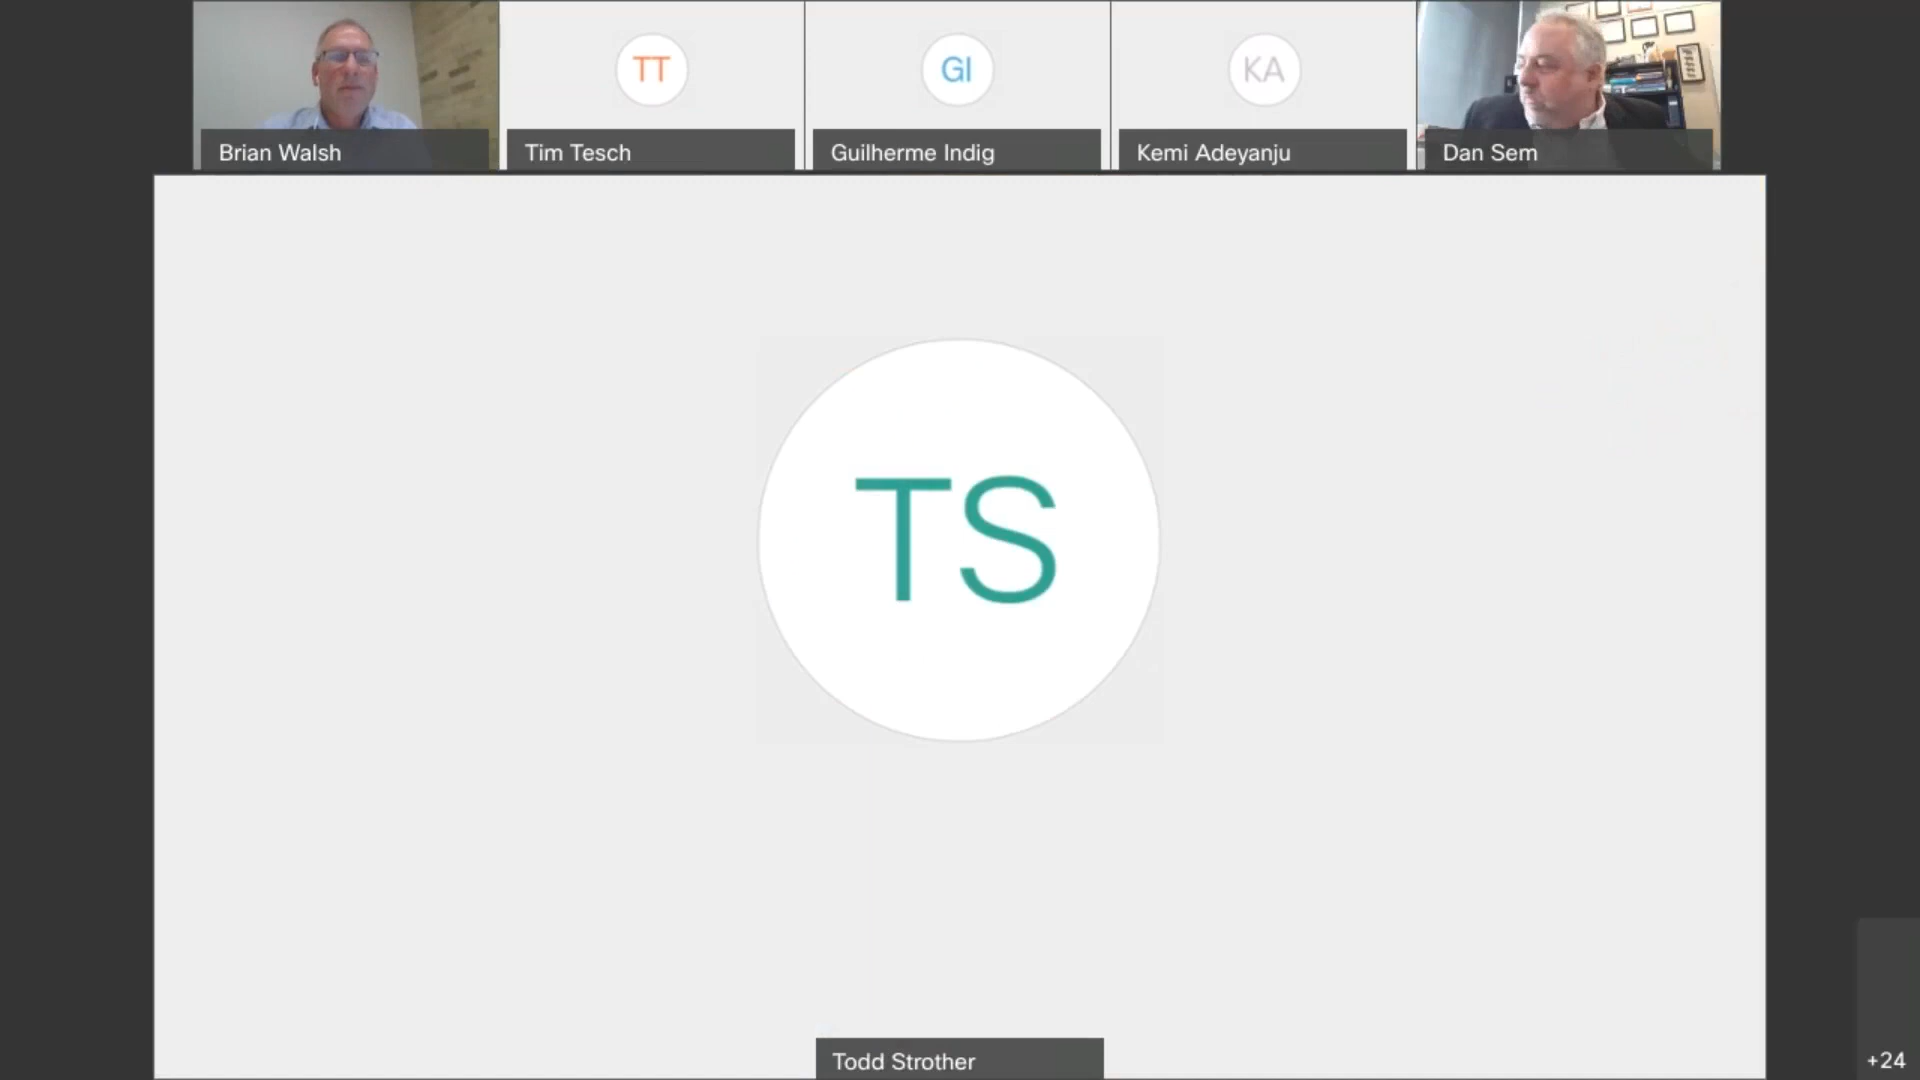 TT
GI
KA
Brian Walsh
Tim Tesch
Guilherme Indig
Kemi Adeyanju
Dan Sem
TS
Todd Strother
+24